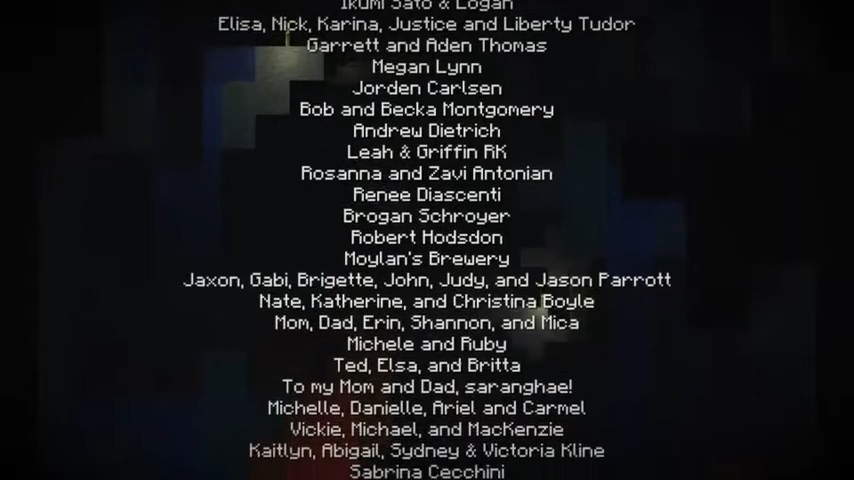 Ikumi Sato & Logan
Elisa, Nick, Karina, Justice and Liberty Tudor
Garrett and Aden Thomas
Megan Lynn
Jorden Carlsen
Bob and Becka Montgomery
Andrew Dietrich
Leah & Griffin RK
Rosanna and Zavi Antonian
Renee Diascenti
Brogan Schroyer
Robert Hodsdon
Moylan's Brewery
Jaxon, Gabi, Brigette, John, Judy, and Jason Parrott
Nate, Katherine, and Christina Boyle
Mom, Dad, Erin, Shannon, and Mica
Michele and Ruby
Ted, Elsa, and Britta
To my Mom and Dad, saranghae!
Michelle, Danielle, Ariel and Carmel
Vickie, Michael, and MacKenzie
Kaitlyn, Abigail, Sydney & Victoria Kline
Sabrina Cecchini